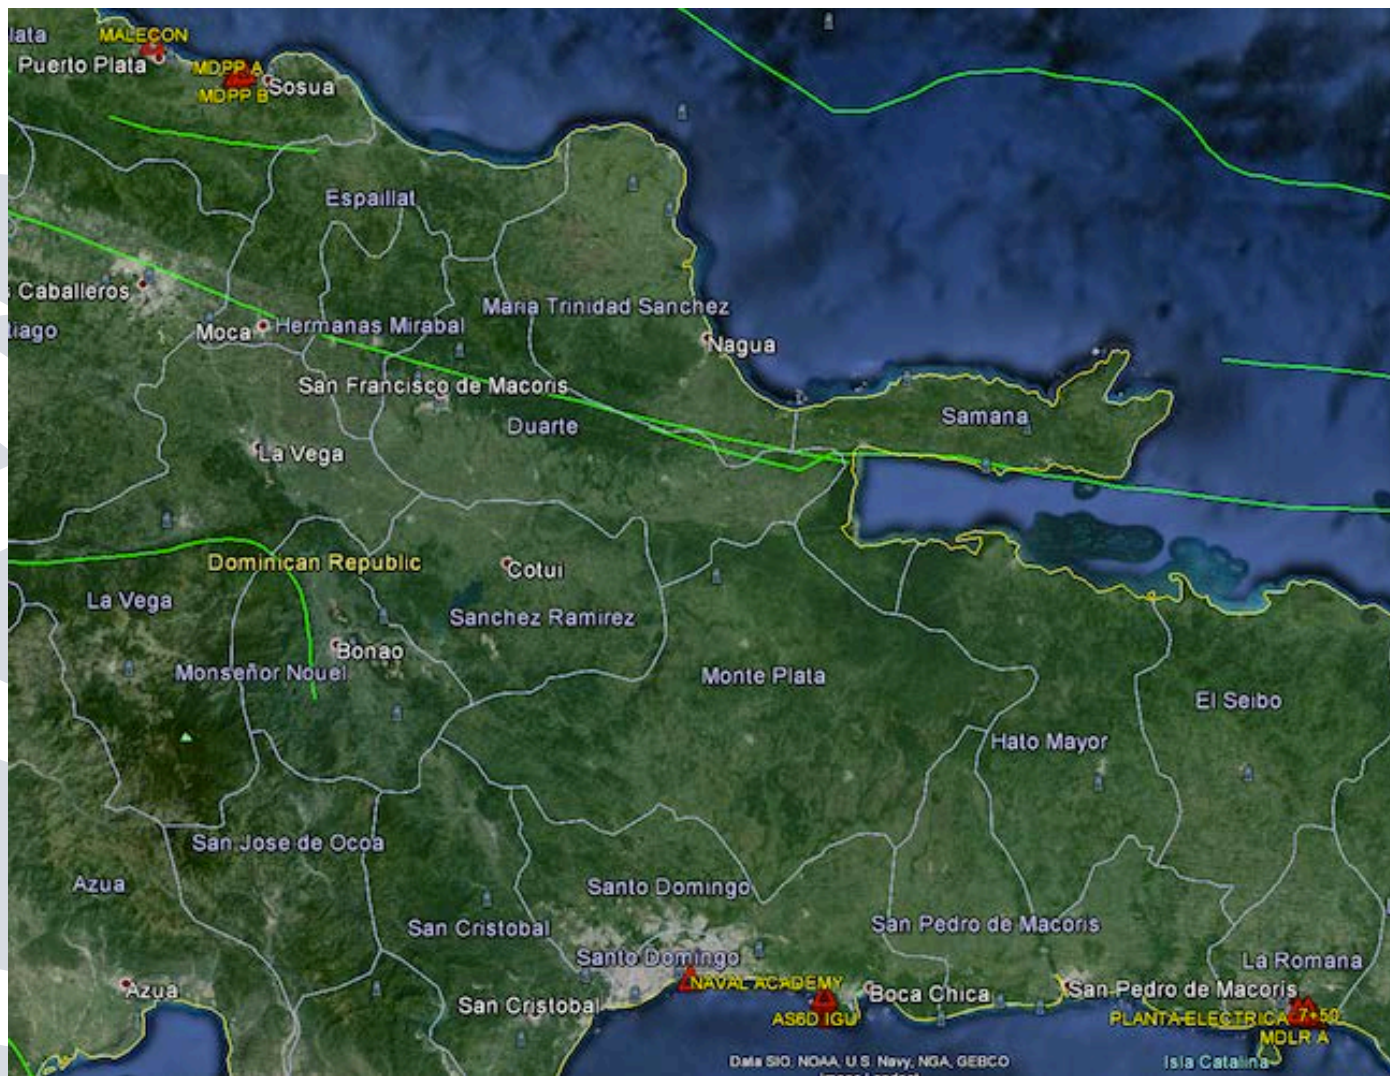 lata
MALECON
Puerto Plata
MDPP A
MDPP B
Sosua
Espaillat
s Caballeros
Maria Trinidad Sanchez
tiago
Moca
Hermanas Mirabal
Nagua
San Francisco de Macoris
Samana
Duarte
La Vega
Dominican Republic
Cotui
La Vega
Sanchez Ramirez
Bonao
Monseñor Nouel
Monte Plata
El Seibo
Hato Mayor
San Jose de Ocoa
Azua
Santo Domingo
San Cristobal
San Pedro de Macoris
Santo Domingo
La Romana
Azua
NAVAL ACADEMY
Boca Chica
San Pedro de Macoris
San Cristobal
AS6D IGU
PLANTA ELECTRICA
7+50
MDLR A
Data SIO, NOAA, U.S. Navy, NGA, GEBCO
Isla Catalina